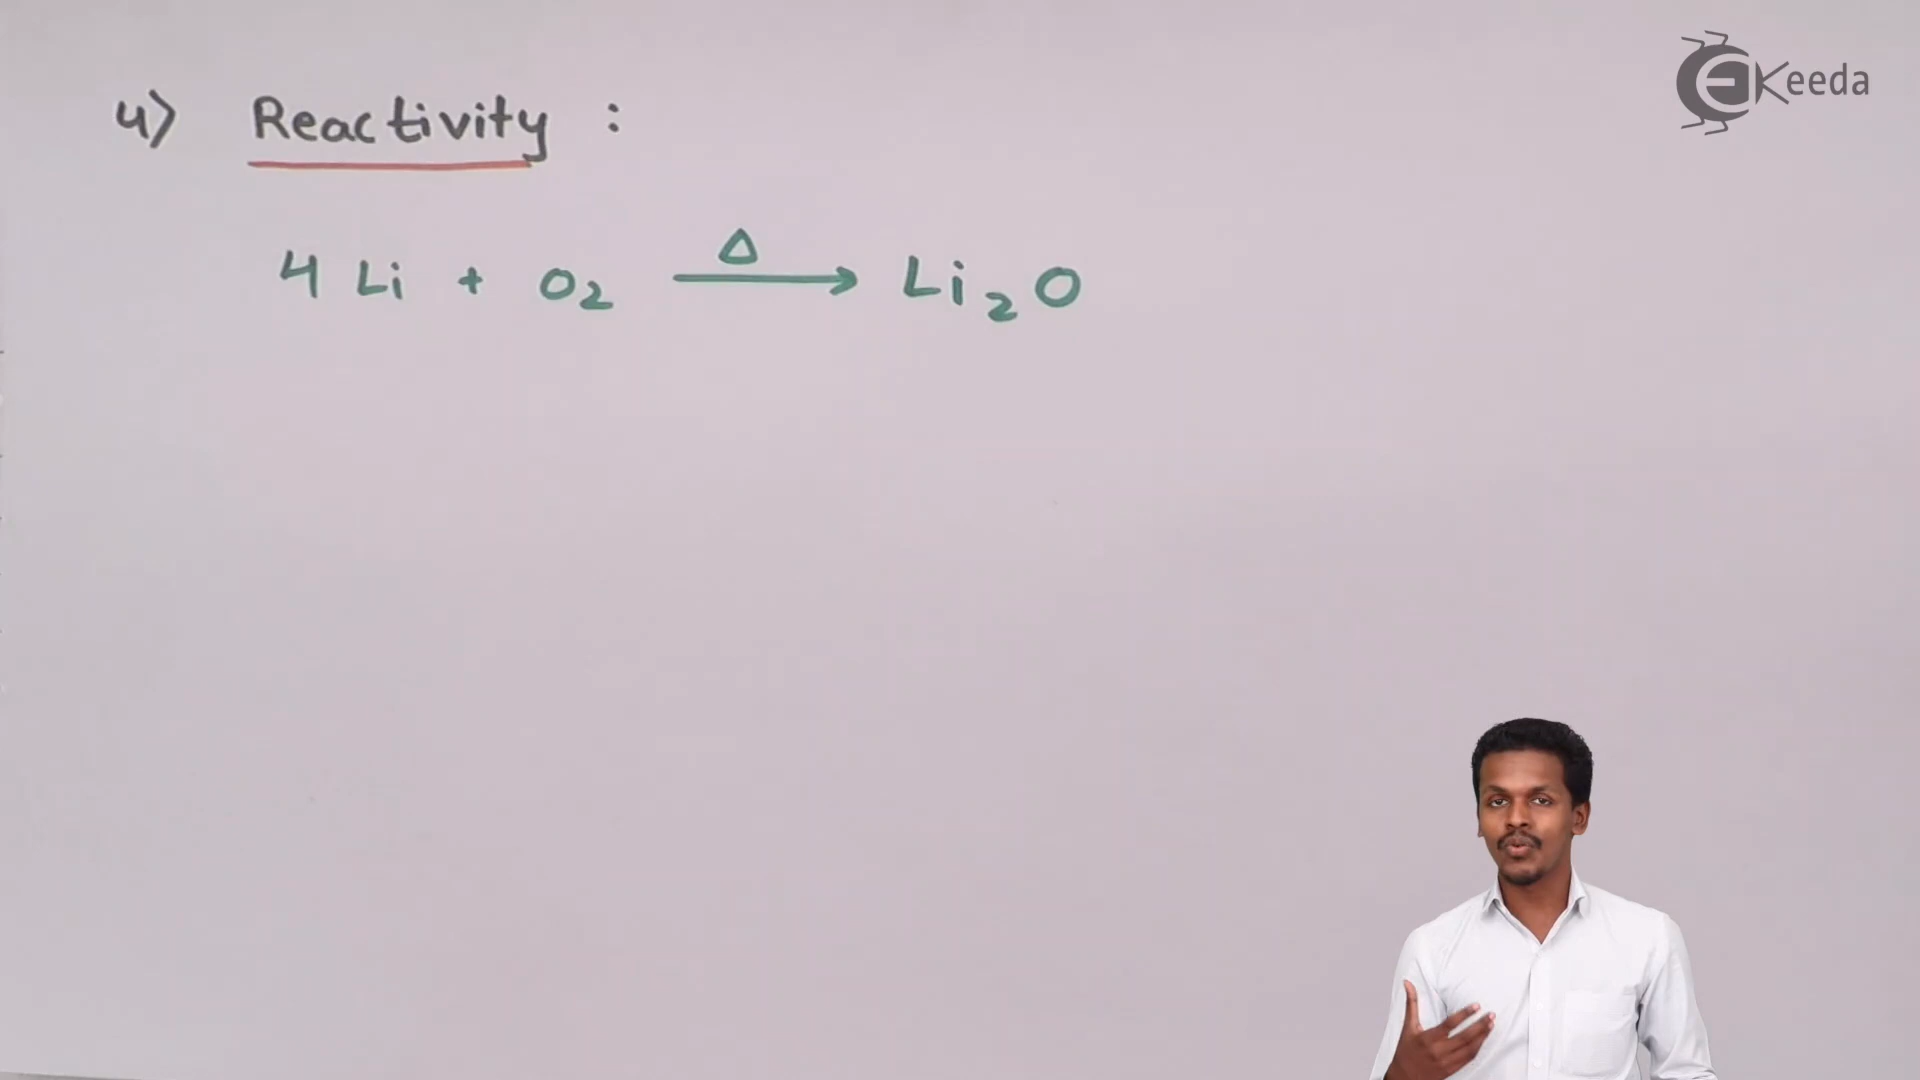 EKeeda
4) Reactivity :
4 Li + O₂ —Δ→ Li₂O